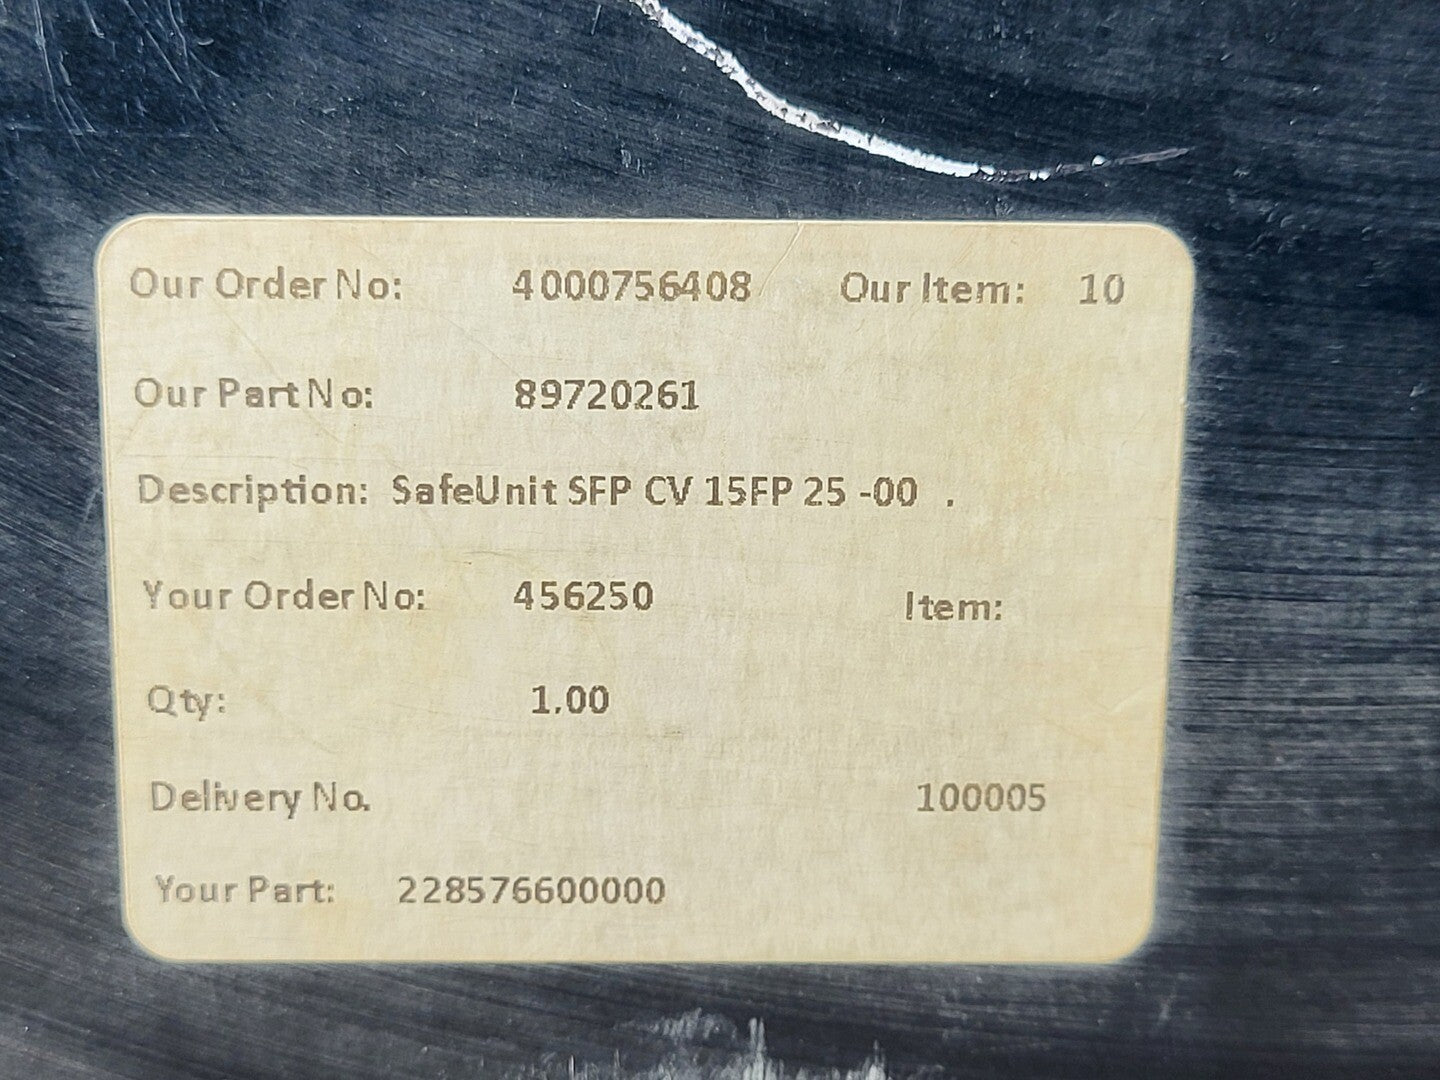 Our Order No: 4000756408 Our Item: 10
Our Part No: 89720261
Description: SafeUnit SFP CV 15FP 25 -00 .
Your Order No: 456250 Item:
Qty: 1.00
Delivery No. 100005
Your Part: 228576600000